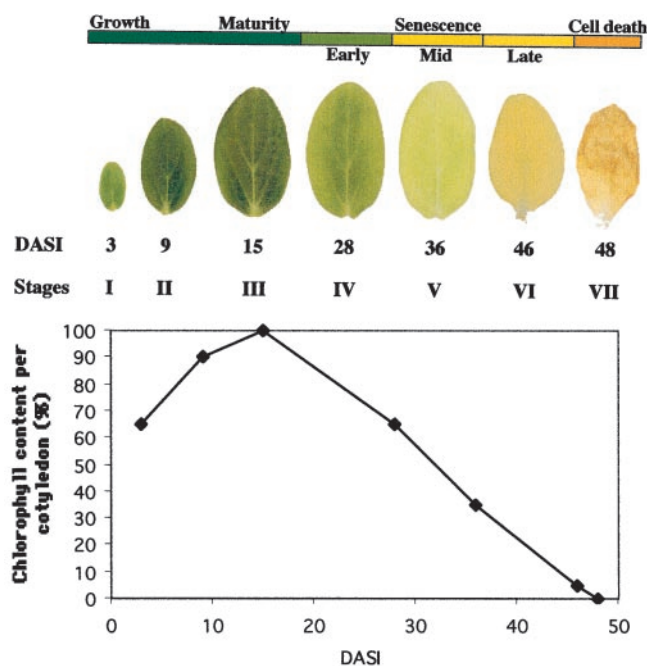 Growth Maturity Senescence Cell death
Early Mid Late
DASI 3 9 15 28 36 46 48
Stages I II III IV V VI VII
Chlorophyll content per
cotyledon (%)
100
90
80
70
60
50
40
30
20
10
0
0 10 20 30 40 50
DASI